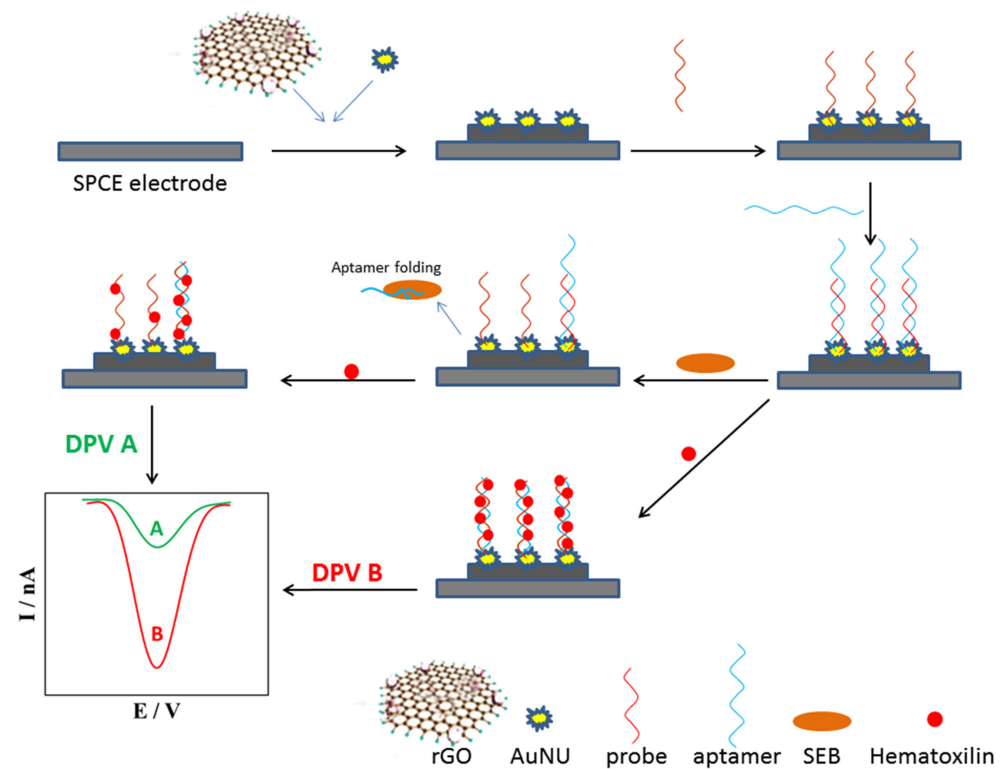 SPCE electrode
Aptamer folding
DPV A
A
DPV B
B
I / nA
E / V
rGO
AuNU
probe
aptamer
SEB
Hematoxilin